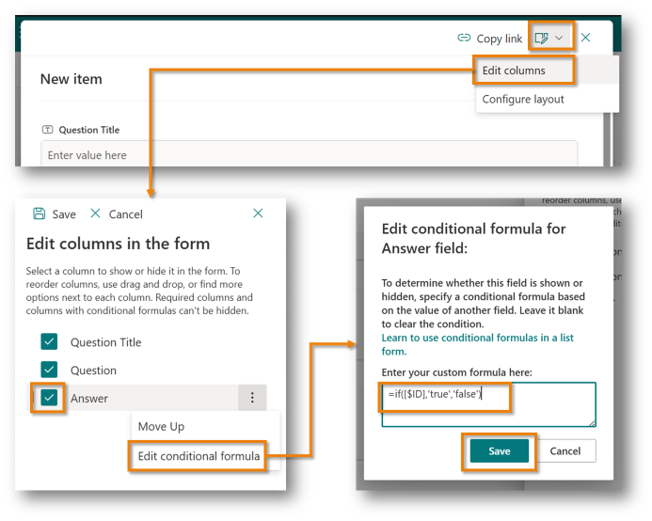 Copy link
Edit columns
New item
Configure layout
Question Title
Enter value here
Save
Cancel
Edit columns in the form
Select a column to show or hide it in the form. To
reorder columns, use drag and drop, or find more
options next to each column. Required columns and
columns with conditional formulas can't be hidden.
Question Title
Question
Answer
Move Up
Edit conditional formula
reorder columns, use
Edit conditional formula for
Answer field:
To determine whether this field is shown or
hidden, specify a conditional formula based
on the value of another field. Leave it blank
to clear the condition.
Learn to use conditional formulas in a list
form.
Enter your custom formula here:
=if([$ID],'true','false')
Save
Cancel